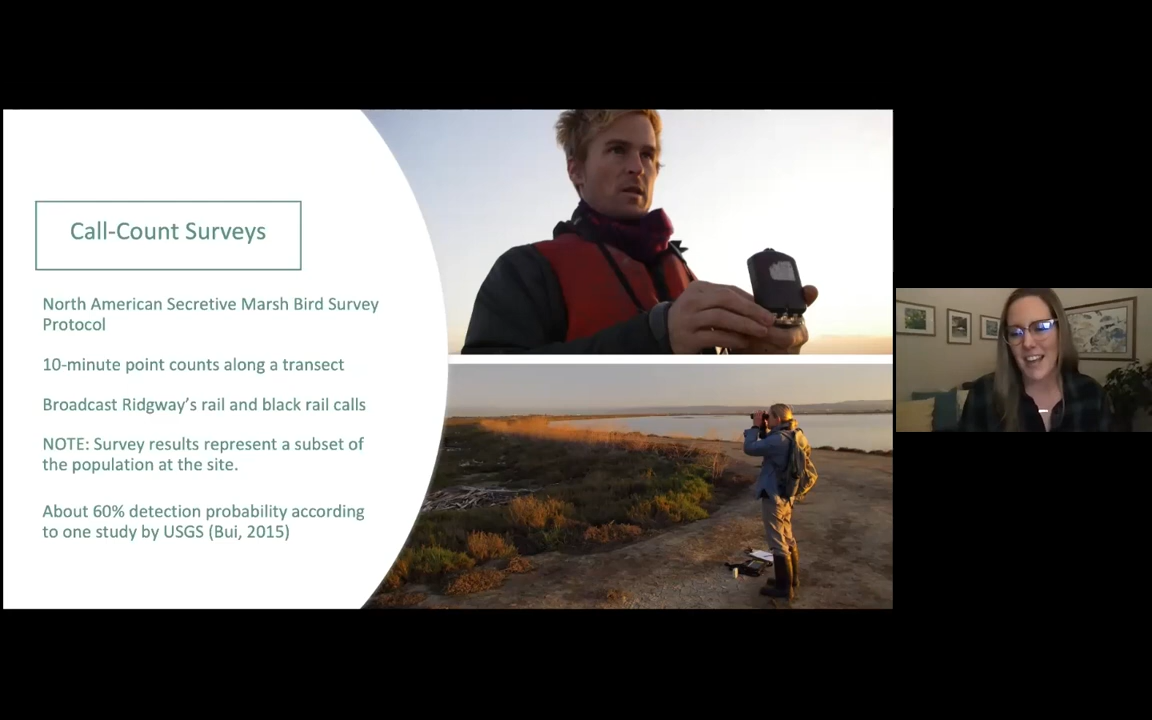 Call-Count Surveys
North American Secretive Marsh Bird Survey
Protocol
10-minute point counts along a transect
Broadcast Ridgway's rail and black rail calls
NOTE: Survey results represent a subset of
the population at the site.
About 60% detection probability according
to one study by USGS (Bui, 2015)